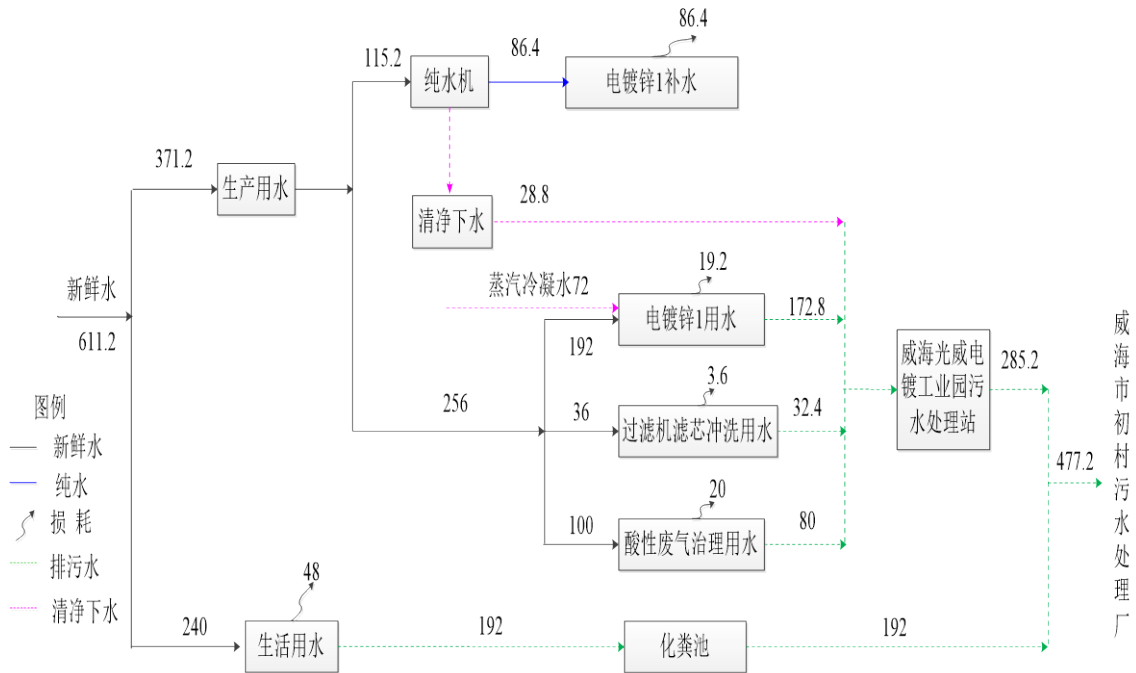 86.4
115.2
86.4
纯水机
电镀锌1补水
371.2
生产用水
28.8
清净下水
19.2
蒸汽冷凝水72
新鲜水
电镀锌1用水
172.8
611.2
192
威海光威电
镀工业园污
水处理站
285.2
威海市初村污水处理厂
3.6
图例
256
36
过滤机滤芯冲洗用水
32.4
新鲜水
477.2
纯水
20
损 耗
100
酸性废气治理用水
80
排污水
48
清净下水
240
生活用水
192
化粪池
192